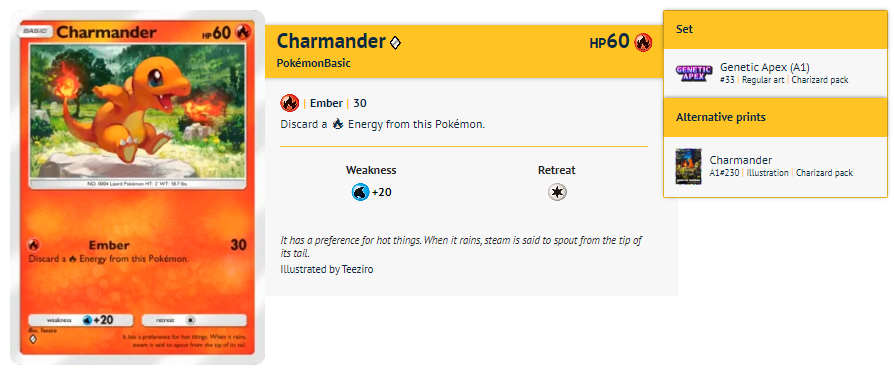 BASIC Charmander HP60
NO. 0004 Lizard Pokémon HT: 2' WT: 18.7 lbs.
Ember 30
Discard a Energy from this Pokémon.
weakness +20 retreat
Illus. Teeziro
It has a preference for hot things. When it rains,
steam is said to spout from the tip of its tail.
Charmander HP60
PokémonBasic
| Ember | 30
Discard a Energy from this Pokémon.
Weakness Retreat
+20
It has a preference for hot things. When it rains, steam is said to spout from the tip of
its tail.
Illustrated by Teeziro
Set
GENETIC APEX
Genetic Apex (A1)
#33 | Regular art | Charizard pack
Alternative prints
Charmander
A1#230 | Illustration | Charizard pack